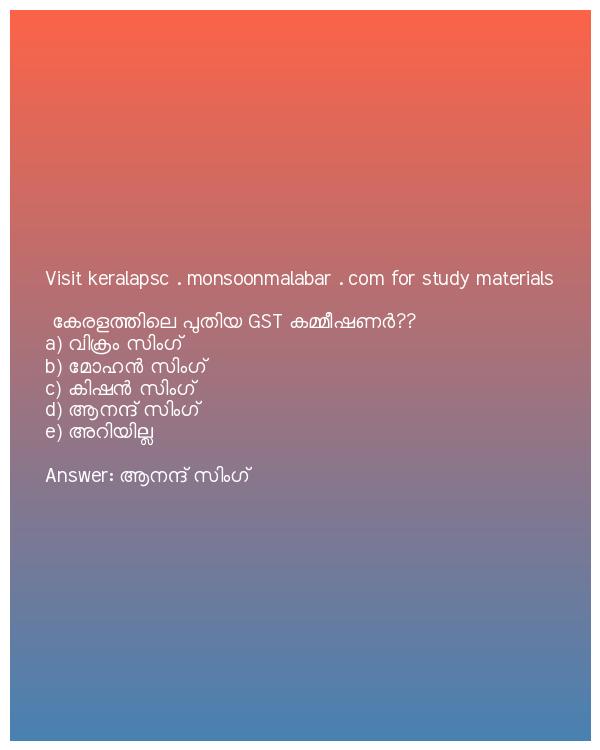 Visit keralapsc . monsoonmalabar . com for study materials
കേരളത്തിലെ പുതിയ GST കമ്മീഷണർ??
a) വിക്രം സിംഗ്
b) മോഹൻ സിംഗ്
c) കിഷൻ സിംഗ്
d) ആനന്ദ് സിംഗ്
e) അറിയില്ല
Answer: ആനന്ദ് സിംഗ്